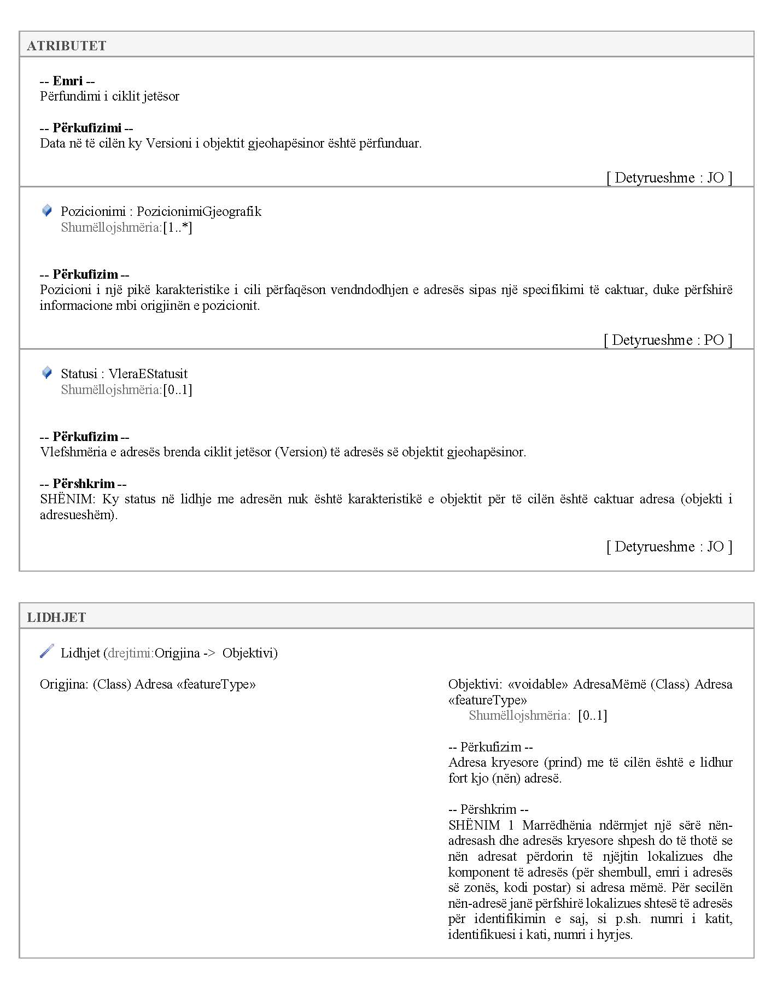 ATRIBUTET
-- Emri --
Përfundimi i ciklit jetësor
-- Përkufizimi --
Data në të cilën ky Versioni i objektit gjeohapësinor është përfunduar.
[ Detyrueshme : JO ]
Pozicionimi : PozicionimiGjeografik
Shumëllojshmëria:[1..*]
-- Përkufizim --
Pozicioni i një pikë karakteristike i cili përfaqëson vendndodhjen e adresës sipas një specifikimi të caktuar, duke përfshirë
informacione mbi origjinën e pozicionit.
[ Detyrueshme : PO ]
Statusi : VleraEStatusit
Shumëllojshmëria:[0..1]
-- Përkufizim --
Vlefshmëria e adresës brenda ciklit jetësor (Version) të adresës së objektit gjeohapësinor.
-- Përshkrim --
SHËNIM: Ky status në lidhje me adresën nuk është karakteristikë e objektit për të cilën është caktuar adresa (objekti i
adresueshëm).
[ Detyrueshme : JO ]
LIDHJET
Lidhjet (drejtimi:Origjina -> Objektivi)
Origjina: (Class) Adresa «featureType»
Objektivi: «voidable» AdresaMëmë (Class) Adresa
«featureType»
Shumëllojshmëria: [0..1]
-- Përkufizim --
Adresa kryesore (prind) me të cilën është e lidhur
fort kjo (nën) adresë.
-- Përshkrim --
SHËNIM 1 Marrëdhënia ndërmjet një sërë nën-
adresash dhe adresës kryesore shpesh do të thotë se
nën adresat përdorin të njëjtin lokalizues dhe
komponent të adresës (për shembull, emri i adresës
së zonës, kodi postar) si adresa mëmë. Për secilën
nën-adresë janë përfshirë lokalizues shtesë të adresës
për identifikimin e saj, si p.sh. numri i katit,
identifikuesi i kati, numri i hyrjes.